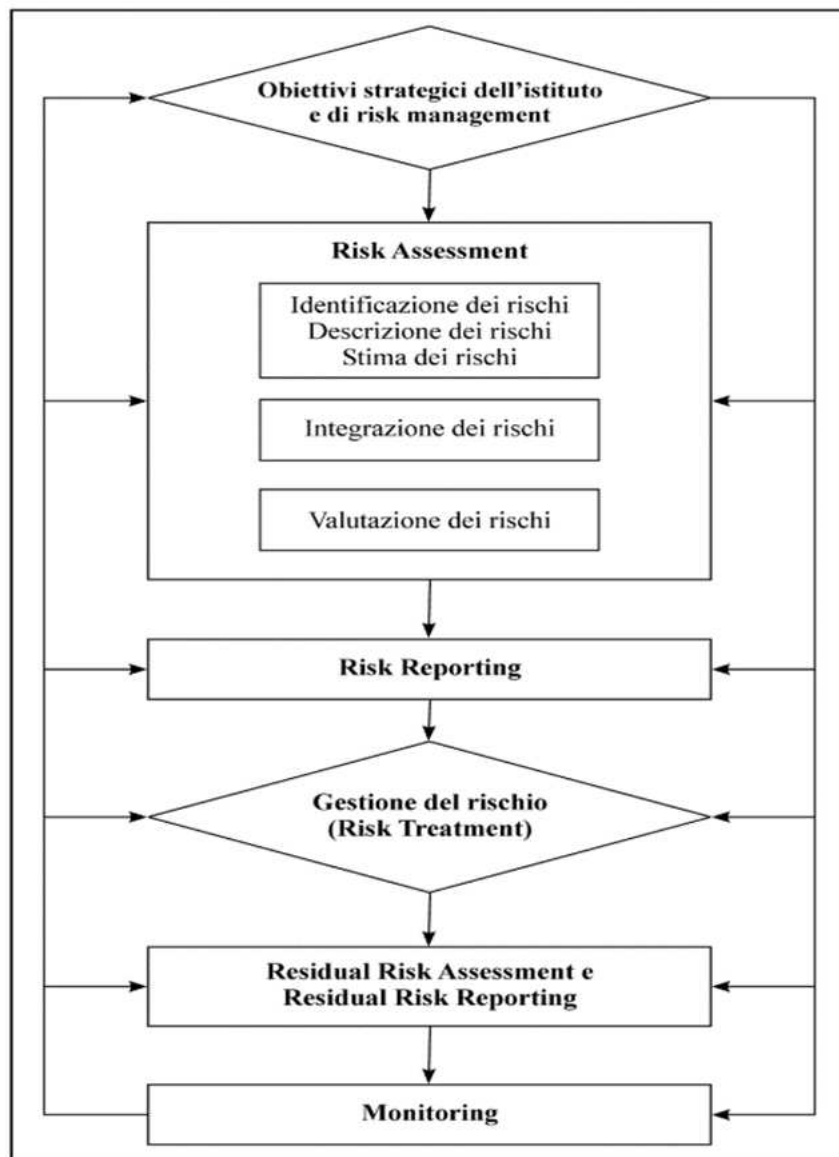 Obiettivi strategici dell'istituto
e di risk management
Risk Assessment
Identificazione dei rischi
Descrizione dei rischi
Stima dei rischi
Integrazione dei rischi
Valutazione dei rischi
Risk Reporting
Gestione del rischio
(Risk Treatment)
Residual Risk Assessment e
Residual Risk Reporting
Monitoring